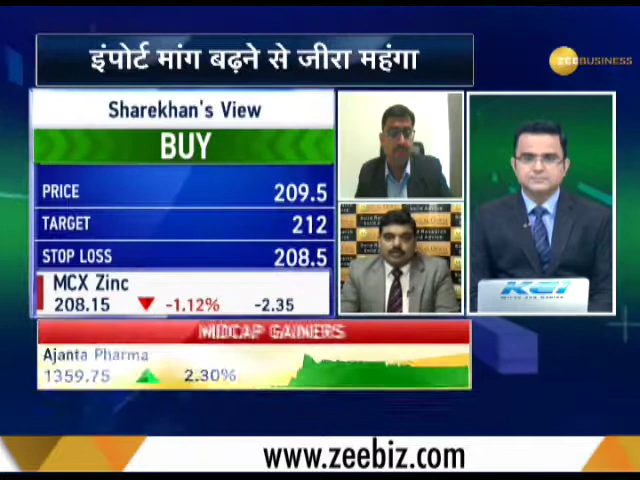 इंपोर्ट मांग बढ़ने से जीरा महंगा
ZEE BUSINESS
Sharekhan's View
BUY
PRICE 209.5
TARGET 212
STOP LOSS 208.5
MCX Zinc
208.15 -1.12% -2.35
KEI
MIDCAP GAINERS
Ajanta Pharma
1359.75 2.30%
www.zeebiz.com